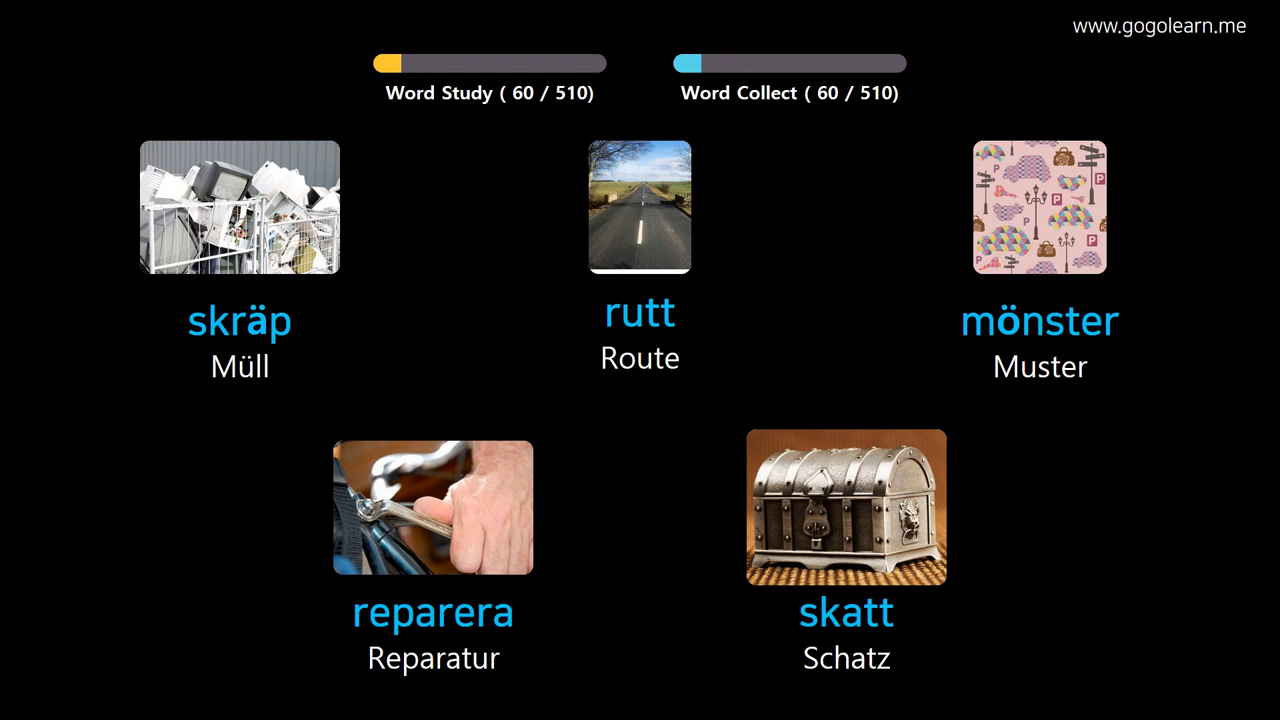 www.gogolearn.me
Word Study ( 60 / 510)
Word Collect ( 60 / 510)
skräp
Müll
rutt
Route
mönster
Muster
reparera
Reparatur
skatt
Schatz